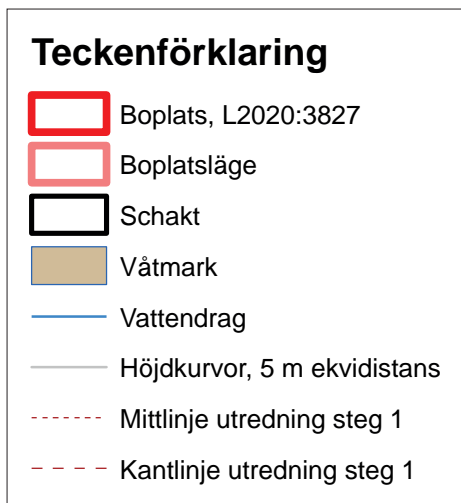 Teckenförklaring
Boplats, L2020:3827
Boplatsläge
Schakt
Våtmark
Vattendrag
Höjdkurvor, 5 m ekvidistans
Mittlinje utredning steg 1
Kantlinje utredning steg 1